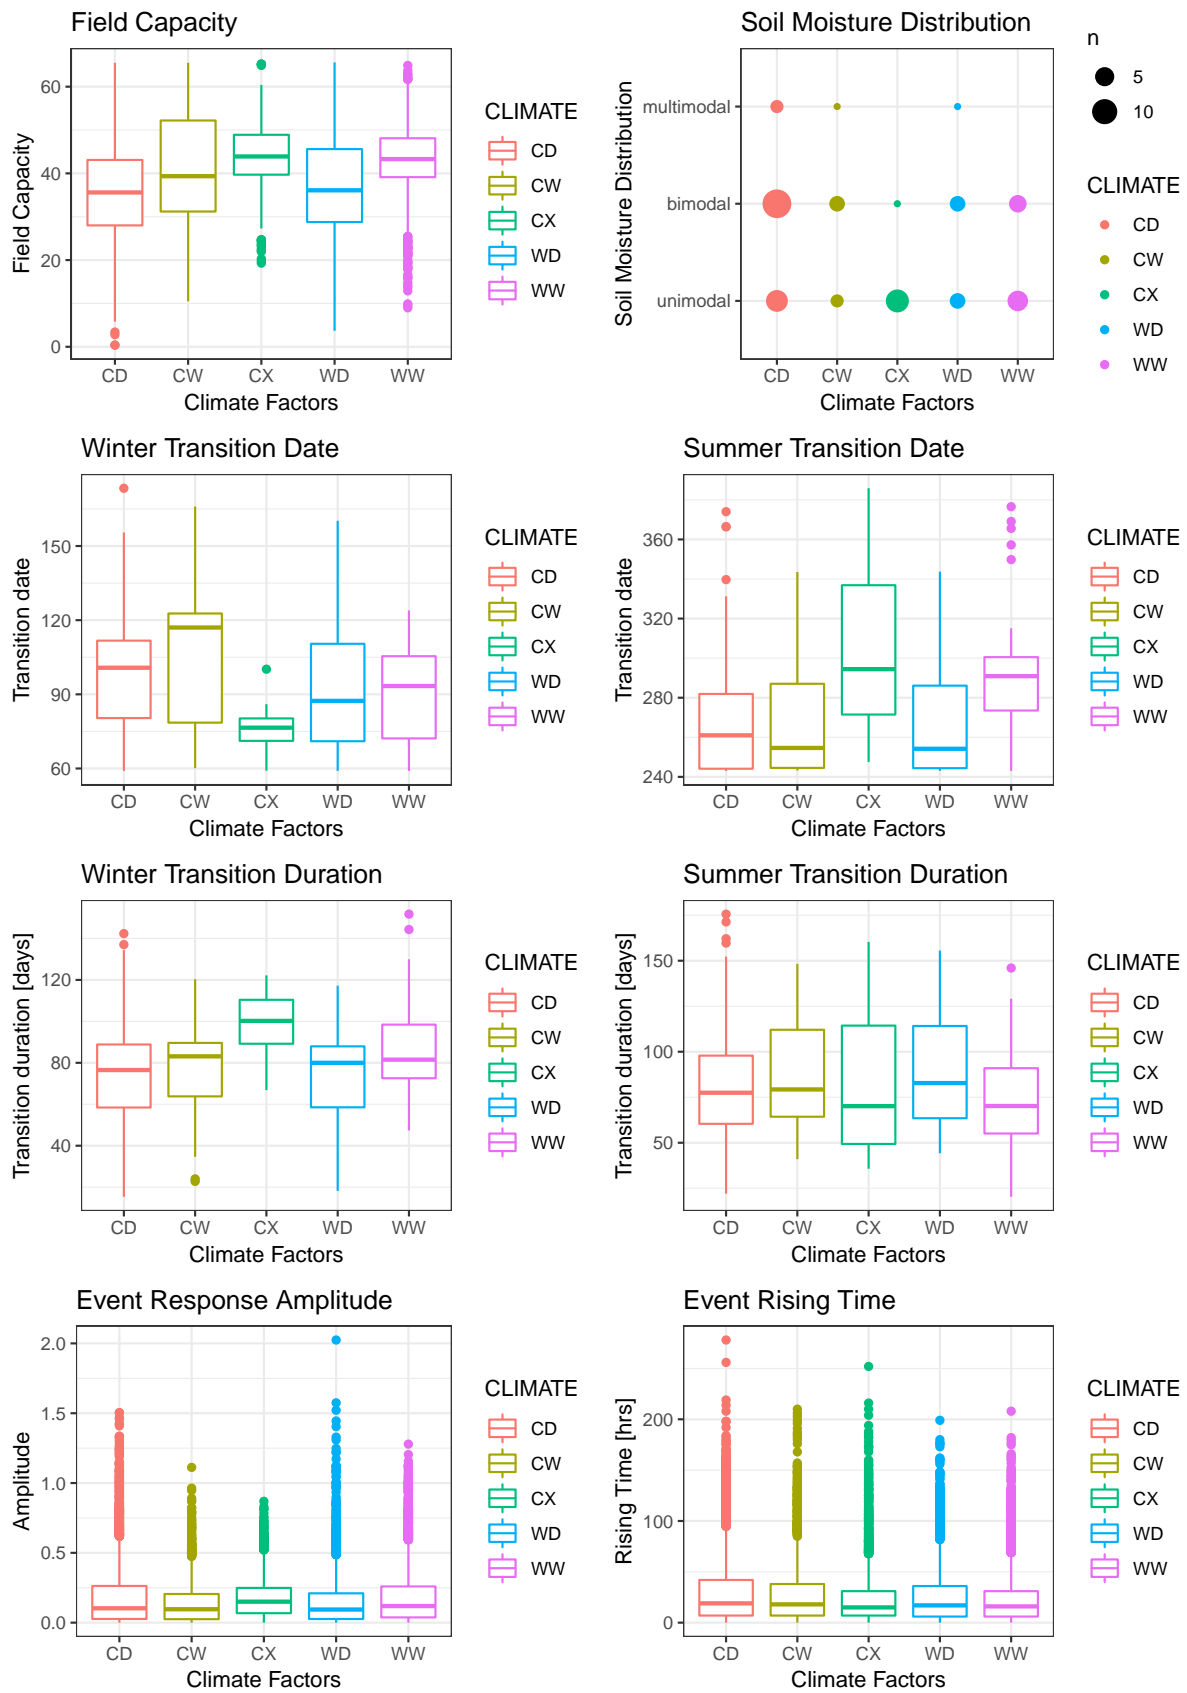 Field Capacity
Field Capacity
60
40
20
0
CD CW CX WD WW
Climate Factors
CLIMATE
CD
CW
CX
WD
WW
Soil Moisture Distribution
Soil Moisture Distribution
multimodal
bimodal
unimodal
CD CW CX WD WW
Climate Factors
n
5
10
CLIMATE
CD
CW
CX
WD
WW
Winter Transition Date
Transition date
150
120
90
60
CD CW CX WD WW
Climate Factors
CLIMATE
CD
CW
CX
WD
WW
Summer Transition Date
Transition date
360
320
280
240
CD CW CX WD WW
Climate Factors
CLIMATE
CD
CW
CX
WD
WW
Winter Transition Duration
Transition duration [days]
120
80
40
CD CW CX WD WW
Climate Factors
CLIMATE
CD
CW
CX
WD
WW
Summer Transition Duration
Transition duration [days]
150
100
50
CD CW CX WD WW
Climate Factors
CLIMATE
CD
CW
CX
WD
WW
Event Response Amplitude
Amplitude
2.0
1.5
1.0
0.5
0.0
CD CW CX WD WW
Climate Factors
CLIMATE
CD
CW
CX
WD
WW
Event Rising Time
Rising Time [hrs]
200
100
0
CD CW CX WD WW
Climate Factors
CLIMATE
CD
CW
CX
WD
WW